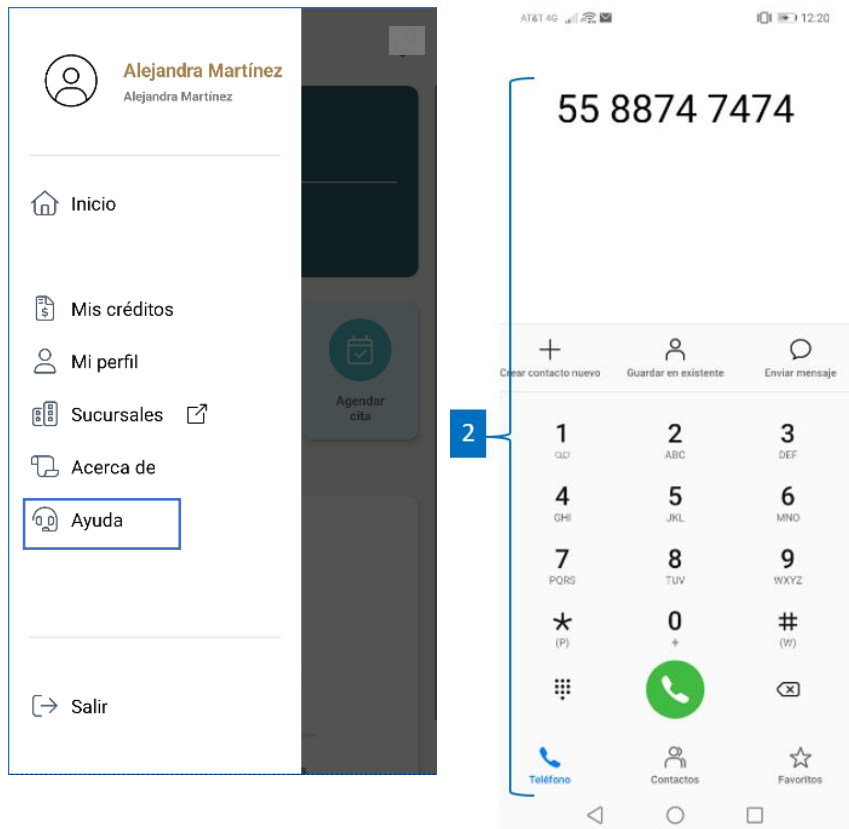 Alejandra Martínez
Alejandra Martínez
Inicio
Mis créditos
Mi perfil
Sucursales
Acerca de
Ayuda
Salir
Agendar
cita
2
AT&T 4G 12:20
55 8874 7474
Crear contacto nuevo Guardar en existente Enviar mensaje
1 2 3
ABC DEF
4 5 6
GHI JKL MNO
7 8 9
PQRS TUV WXYZ
* 0 #
(P) + (W)
Teléfono Contactos Favoritos